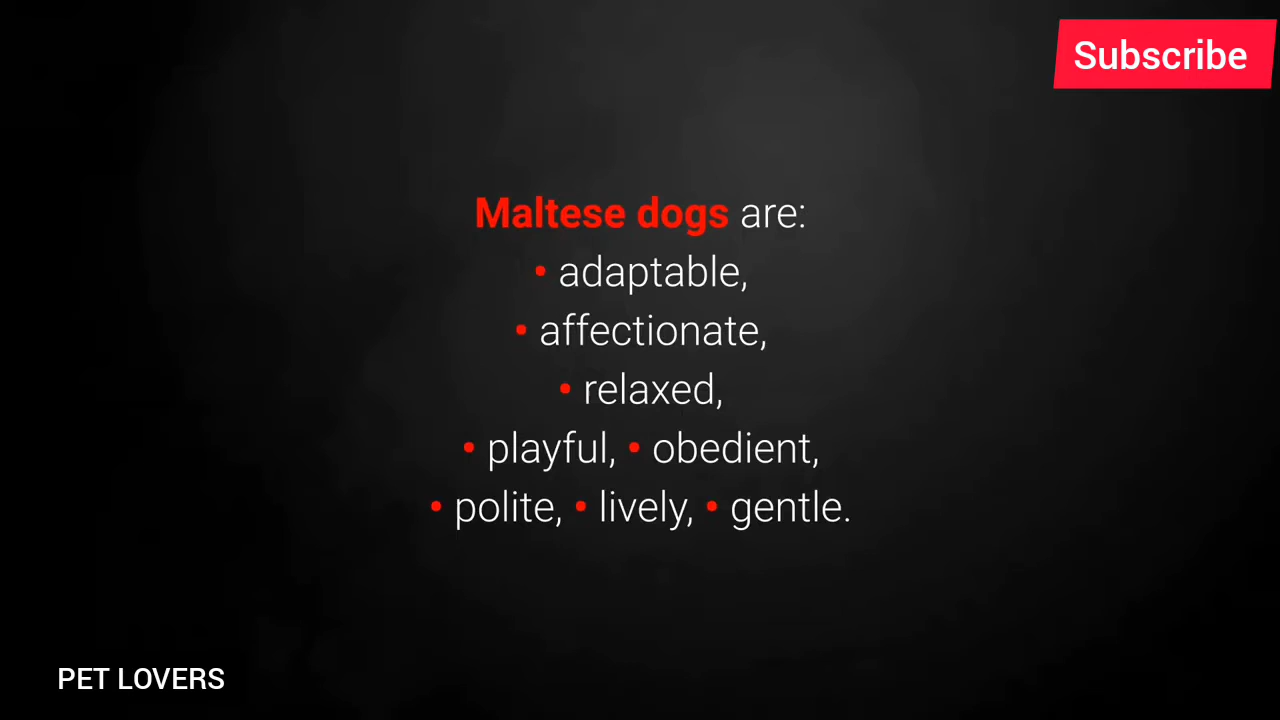 Subscribe
Maltese dogs are:
• adaptable,
• affectionate,
• relaxed,
• playful, • obedient,
• polite, • lively, • gentle.
PET LOVERS